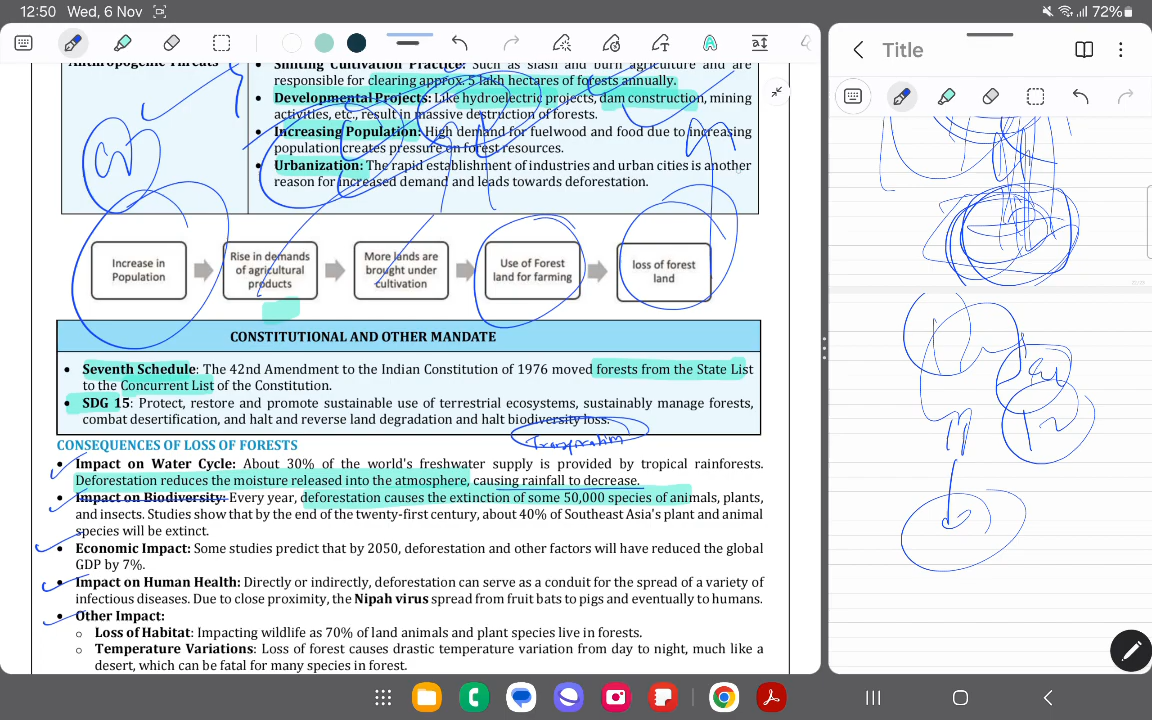 12:50 Wed, 6 Nov
72%
Title
Anthropogenic Threats
Shifting Cultivation Practice: Such as slash and burn agriculture and are
responsible for clearing approx. 5 lakh hectares of forests annually.
• Developmental Projects: Like hydroelectric projects, dam construction, mining
activities, etc., result in massive destruction of forests.
• Increasing Population: High demand for fuelwood and food due to increasing
population creates pressure on forest resources.
• Urbanization: The rapid establishment of industries and urban cities is another
reason for increased demand and leads towards deforestation.
Increase in
Population
Rise in demands
of agricultural
products
More lands are
brought under
cultivation
Use of Forest
land for farming
loss of forest
land
CONSTITUTIONAL AND OTHER MANDATE
• Seventh Schedule: The 42nd Amendment to the Indian Constitution of 1976 moved forests from the State List
to the Concurrent List of the Constitution.
• SDG 15: Protect, restore and promote sustainable use of terrestrial ecosystems, sustainably manage forests,
combat desertification, and halt and reverse land degradation and halt biodiversity loss.
CONSEQUENCES OF LOSS OF FORESTS
• Impact on Water Cycle: About 30% of the world's freshwater supply is provided by tropical rainforests.
Deforestation reduces the moisture released into the atmosphere, causing rainfall to decrease.
• Impact on Biodiversity: Every year, deforestation causes the extinction of some 50,000 species of animals, plants,
and insects. Studies show that by the end of the twenty-first century, about 40% of Southeast Asia's plant and animal
species will be extinct.
• Economic Impact: Some studies predict that by 2050, deforestation and other factors will have reduced the global
GDP by 7%.
• Impact on Human Health: Directly or indirectly, deforestation can serve as a conduit for the spread of a variety of
infectious diseases. Due to close proximity, the Nipah virus spread from fruit bats to pigs and eventually to humans.
• Other Impact:
○ Loss of Habitat: Impacting wildlife as 70% of land animals and plant species live in forests.
○ Temperature Variations: Loss of forest causes drastic temperature variation from day to night, much like a
desert, which can be fatal for many species in forest.